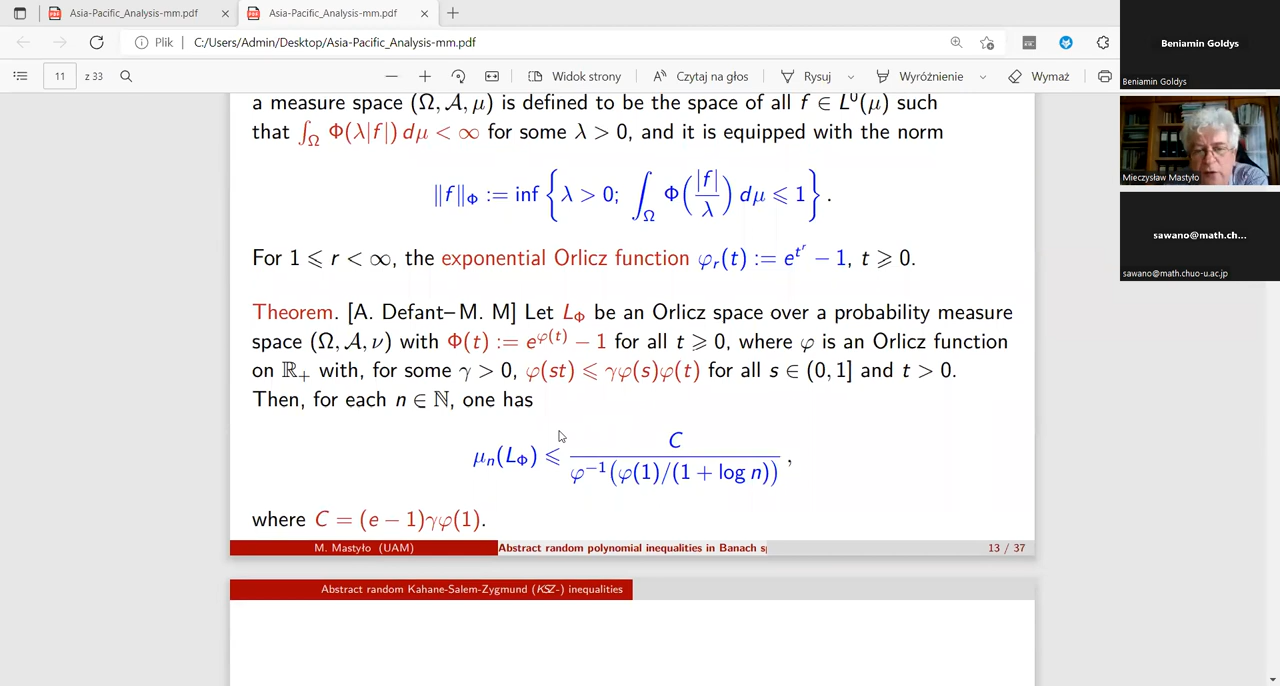 Asia-Pacific_Analysis-mm.pdf
Asia-Pacific_Analysis-mm.pdf
Plik
C:/Users/Admin/Desktop/Asia-Pacific_Analysis-mm.pdf
11
z 33
Widok strony
Czytaj na głos
Rysuj
Wyróżnienie
Wymaż
Beniamin Goldys
Beniamin Goldys
Mieczysław Mastyło
sawano@math.ch...
sawano@math.chuo-u.ac.jp
a measure space (Ω, A, μ) is defined to be the space of all f ∈ L⁰(μ) such
that ∫_Ω Φ(λ|f|) dμ < ∞ for some λ > 0, and it is equipped with the norm
‖f‖_Φ := inf { λ > 0; ∫_Ω Φ(|f|/λ) dμ ⩽ 1 } .
For 1 ⩽ r < ∞, the exponential Orlicz function φ_r(t) := e^{t^r} − 1, t ⩾ 0.
Theorem. [A. Defant– M. M] Let L_Φ be an Orlicz space over a probability measure
space (Ω, A, ν) with Φ(t) := e^{φ(t)} − 1 for all t ⩾ 0, where φ is an Orlicz function
on ℝ₊ with, for some γ > 0, φ(st) ⩽ γφ(s)φ(t) for all s ∈ (0, 1] and t > 0.
Then, for each n ∈ ℕ, one has
μ_n(L_Φ) ⩽ C / φ^{−1}(φ(1)/(1 + log n)) ,
where C = (e − 1)γφ(1).
M. Mastyło (UAM)
Abstract random polynomial inequalities in Banach s
13 / 37
Abstract random Kahane-Salem-Zygmund (KSZ-) inequalities